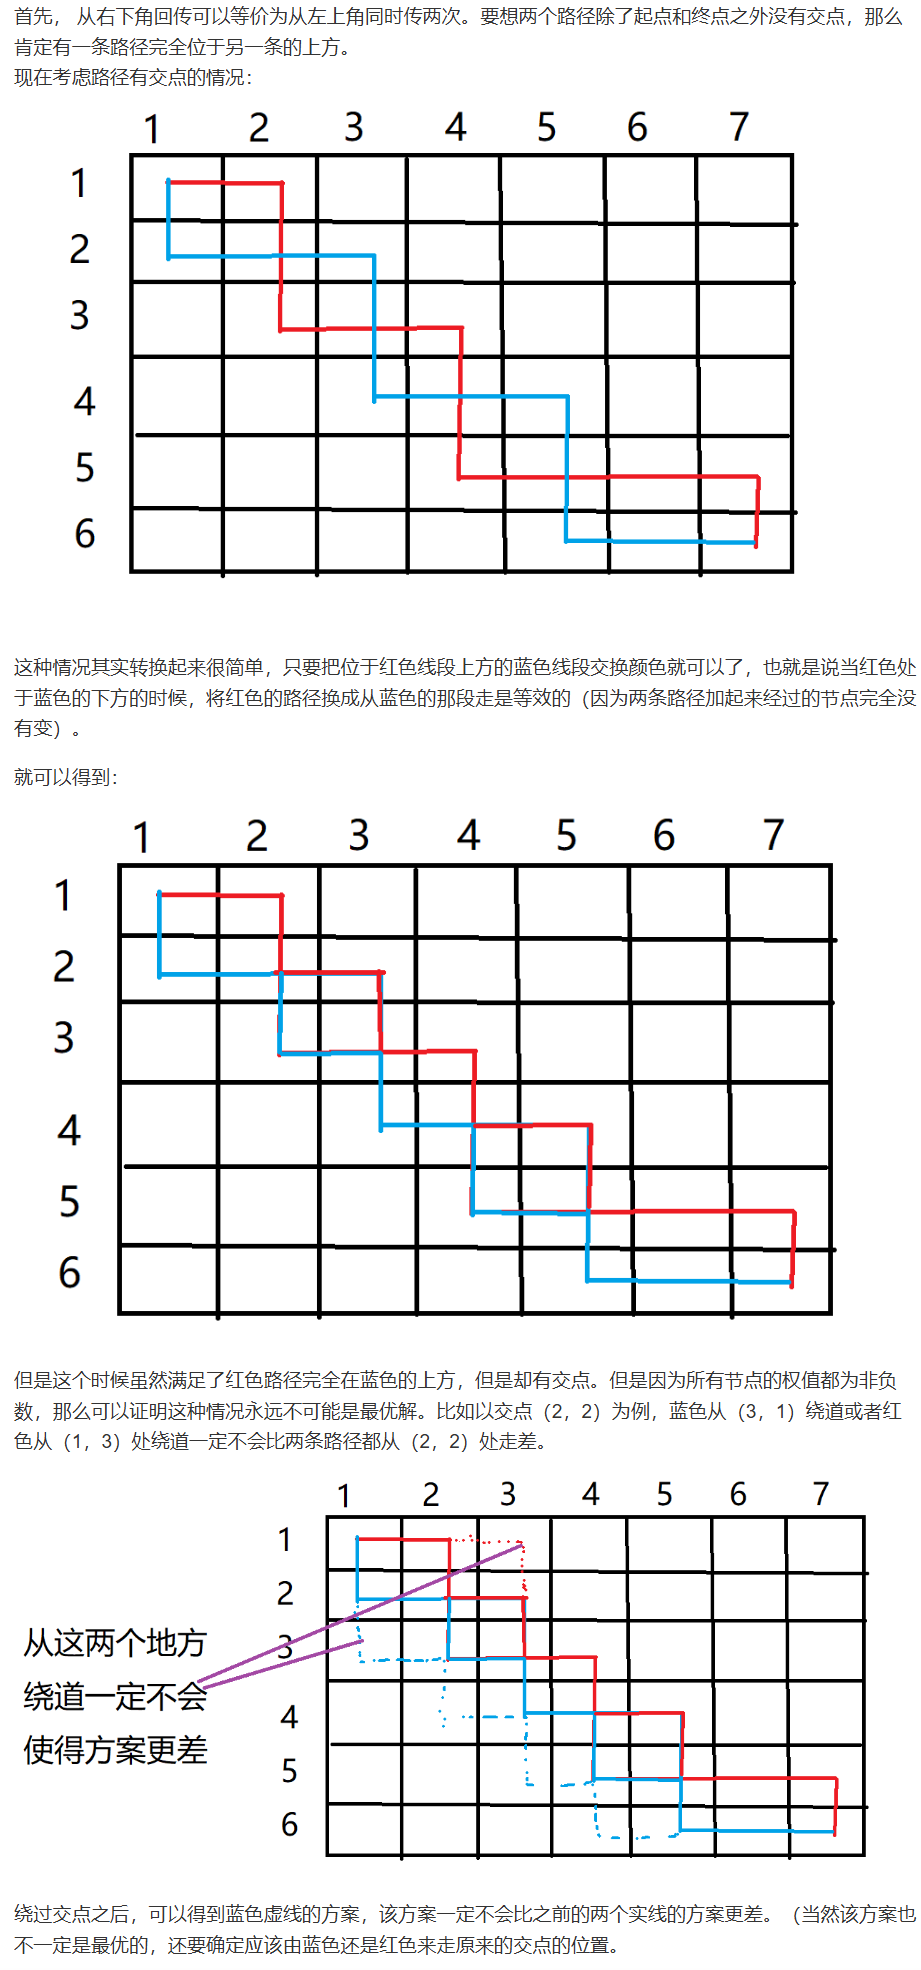 首先， 从右下角回传可以等价为从左上角同时传两次。要想两个路径除了起点和终点之外没有交点，那么
肯定有一条路径完全位于另一条的上方。
现在考虑路径有交点的情况：
1 2 3 4 5 6 7
1
2
3
4
5
6
这种情况其实转换起来很简单，只要把位于红色线段上方的蓝色线段交换颜色就可以了，也就是说当红色处
于蓝色的下方的时候，将红色的路径换成从蓝色的那段走是等效的（因为两条路径加起来经过的节点完全没
有变）。
就可以得到：
1 2 3 4 5 6 7
1
2
3
4
5
6
但是这个时候虽然满足了红色路径完全在蓝色的上方，但是却有交点。但是因为所有节点的权值都为非负
数，那么可以证明这种情况永远不可能是最优解。比如以交点（2，2）为例，蓝色从（3，1）绕道或者红
色从（1，3）处绕道一定不会比两条路径都从（2，2）处走差。
1 2 3 4 5 6 7
1
2
3
4
5
6
从这两个地方
绕道一定不会
使得方案更差
绕过交点之后，可以得到蓝色虚线的方案，该方案一定不会比之前的两个实线的方案更差。（当然该方案也
不一定是最优的，还要确定应该由蓝色还是红色来走原来的交点的位置。